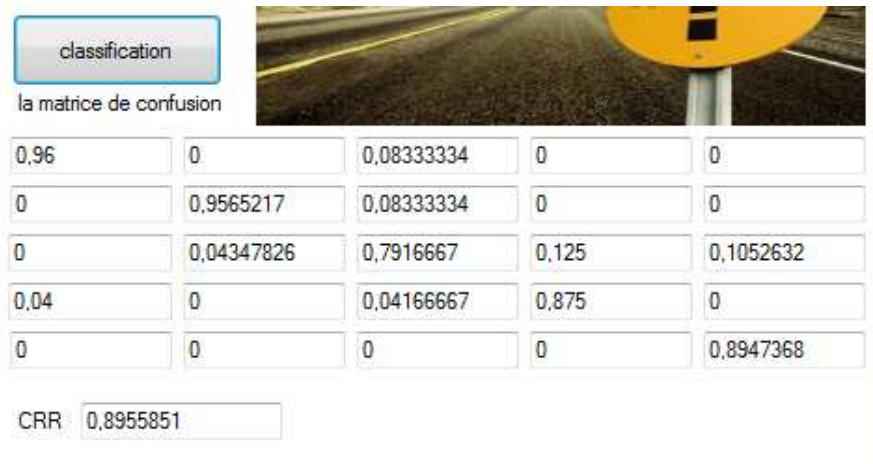 classification
la matrice de confusion
0,96 0 0,08333334 0 0
0 0,9565217 0,08333334 0 0
0 0,04347826 0,7916667 0,125 0,1052632
0,04 0 0,04166667 0,875 0
0 0 0 0 0,8947368
CRR 0,8955851